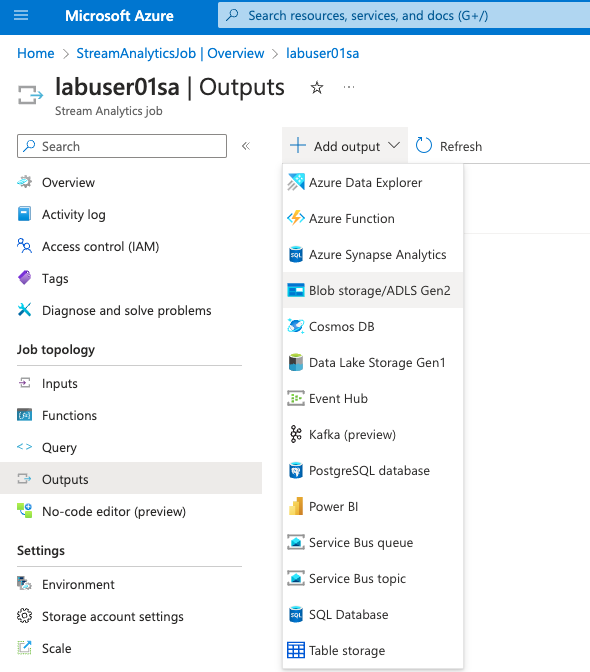 Microsoft Azure
Search resources, services, and docs (G+/)
Home > StreamAnalyticsJob | Overview > labuser01sa
labuser01sa | Outputs
Stream Analytics job
Search
Overview
Activity log
Access control (IAM)
Tags
Diagnose and solve problems
Job topology
Inputs
Functions
Query
Outputs
No-code editor (preview)
Settings
Environment
Storage account settings
Scale
Add output
Refresh
Azure Data Explorer
Azure Function
Azure Synapse Analytics
Blob storage/ADLS Gen2
Cosmos DB
Data Lake Storage Gen1
Event Hub
Kafka (preview)
PostgreSQL database
Power BI
Service Bus queue
Service Bus topic
SQL Database
Table storage